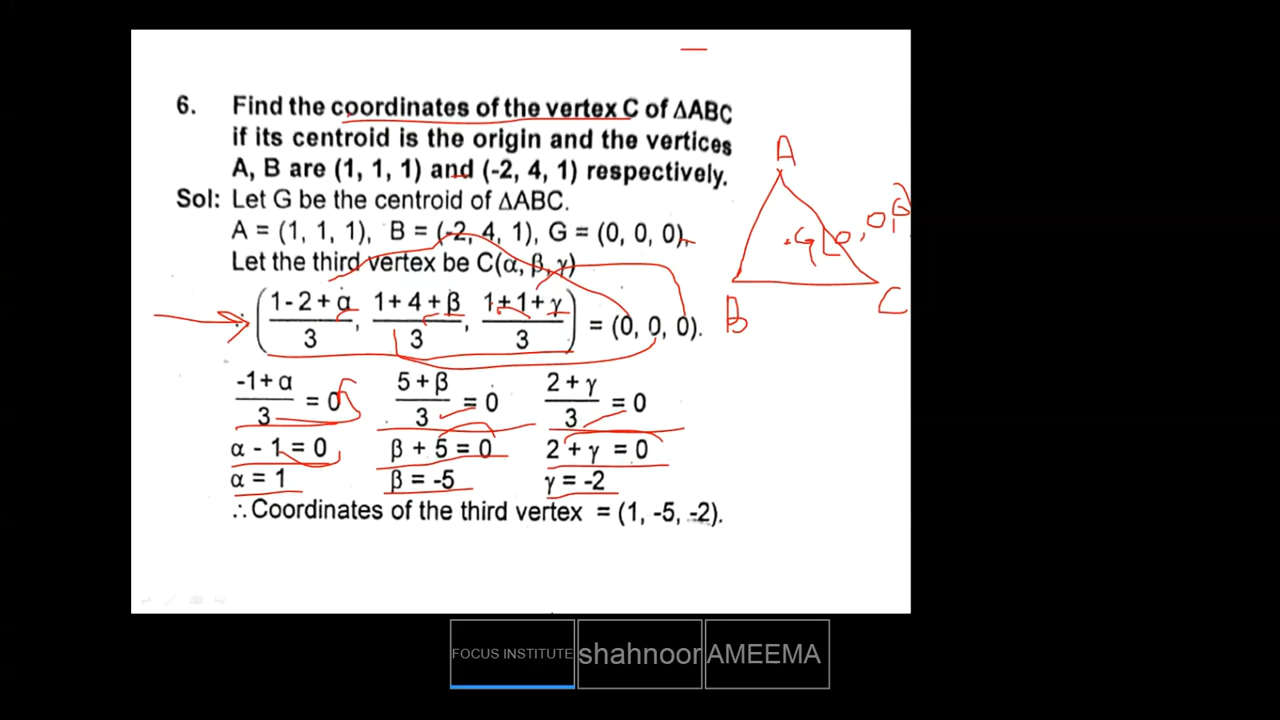 6. Find the coordinates of the vertex C of ΔABC
if its centroid is the origin and the vertices
A, B are (1, 1, 1) and (-2, 4, 1) respectively.
Sol: Let G be the centroid of ΔABC.
A = (1, 1, 1), B = (-2, 4, 1), G = (0, 0, 0).
Let the third vertex be C(α, β, γ)
∴ ((1 - 2 + α)/3, (1 + 4 + β)/3, (1 + 1 + γ)/3) = (0, 0, 0).
(-1 + α)/3 = 0 (5 + β)/3 = 0 (2 + γ)/3 = 0
α - 1 = 0 β + 5 = 0 2 + γ = 0
α = 1 β = -5 γ = -2
∴ Coordinates of the third vertex = (1, -5, -2).
A
G (0, 0, 0)
B
C
FOCUS INSTITUTE
shahnoor
AMEEMA